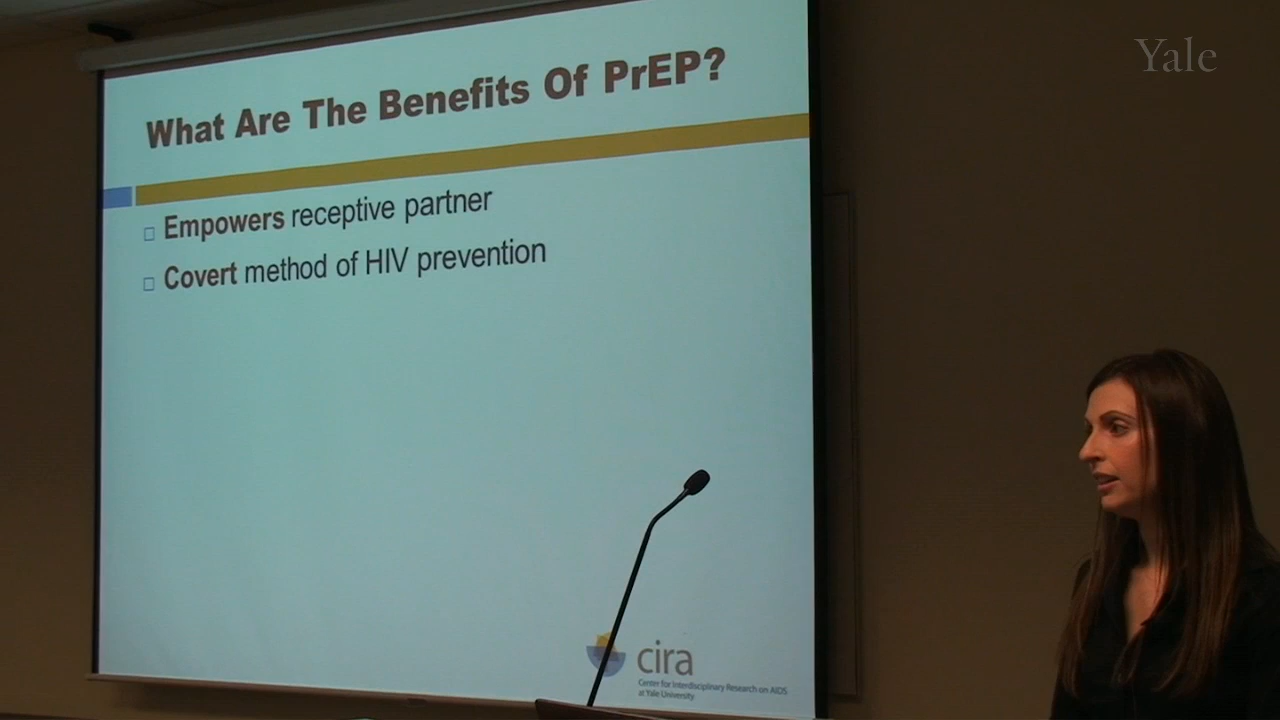 Yale
What Are The Benefits Of PrEP?
Empowers receptive partner
Covert method of HIV prevention
cira
Center for Interdisciplinary Research on AIDS
at Yale University